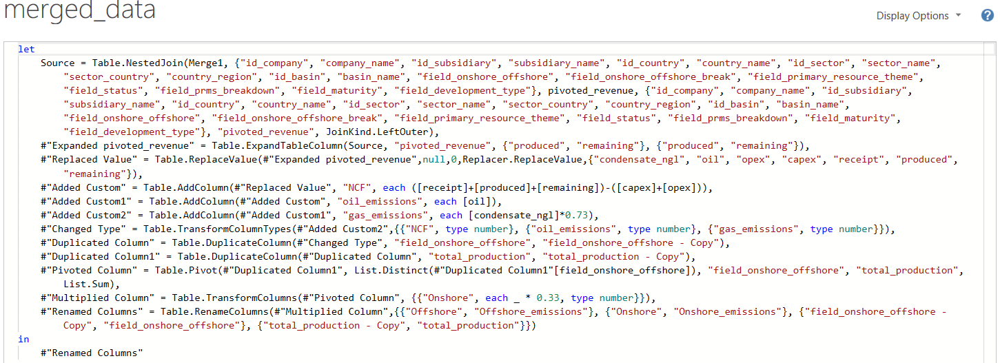 merged_data
Display Options
?
let
Source = Table.NestedJoin(Merge1, {"id_company", "company_name", "id_subsidiary", "subsidiary_name", "id_country", "country_name", "id_sector", "sector_name",
"sector_country", "country_region", "id_basin", "basin_name", "field_onshore_offshore", "field_onshore_offshore_break", "field_primary_resource_theme",
"field_status", "field_prms_breakdown", "field_maturity", "field_development_type"}, pivoted_revenue, {"id_company", "company_name", "id_subsidiary",
"subsidiary_name", "id_country", "country_name", "id_sector", "sector_name", "sector_country", "country_region", "id_basin", "basin_name",
"field_onshore_offshore", "field_onshore_offshore_break", "field_primary_resource_theme", "field_status", "field_prms_breakdown", "field_maturity",
"field_development_type"}, "pivoted_revenue", JoinKind.LeftOuter),
#"Expanded pivoted_revenue" = Table.ExpandTableColumn(Source, "pivoted_revenue", {"produced", "remaining"}, {"produced", "remaining"}),
#"Replaced Value" = Table.ReplaceValue(#"Expanded pivoted_revenue",null,0,Replacer.ReplaceValue,{"condensate_ngl", "oil", "opex", "capex", "receipt", "produced",
"remaining"}),
#"Added Custom" = Table.AddColumn(#"Replaced Value", "NCF", each ([receipt]+[produced]+[remaining])-([capex]+[opex])),
#"Added Custom1" = Table.AddColumn(#"Added Custom", "oil_emissions", each [oil]),
#"Added Custom2" = Table.AddColumn(#"Added Custom1", "gas_emissions", each [condensate_ngl]*0.73),
#"Changed Type" = Table.TransformColumnTypes(#"Added Custom2",{{"NCF", type number}, {"oil_emissions", type number}, {"gas_emissions", type number}}),
#"Duplicated Column" = Table.DuplicateColumn(#"Changed Type", "field_onshore_offshore", "field_onshore_offshore - Copy"),
#"Duplicated Column1" = Table.DuplicateColumn(#"Duplicated Column", "total_production", "total_production - Copy"),
#"Pivoted Column" = Table.Pivot(#"Duplicated Column1", List.Distinct(#"Duplicated Column1"[field_onshore_offshore]), "field_onshore_offshore", "total_production",
List.Sum),
#"Multiplied Column" = Table.TransformColumns(#"Pivoted Column", {{"Onshore", each _ * 0.33, type number}}),
#"Renamed Columns" = Table.RenameColumns(#"Multiplied Column",{{"Offshore", "Offshore_emissions"}, {"Onshore", "Onshore_emissions"}, {"field_onshore_offshore -
Copy", "field_onshore_offshore"}, {"total_production - Copy", "total_production"}})
in
#"Renamed Columns"